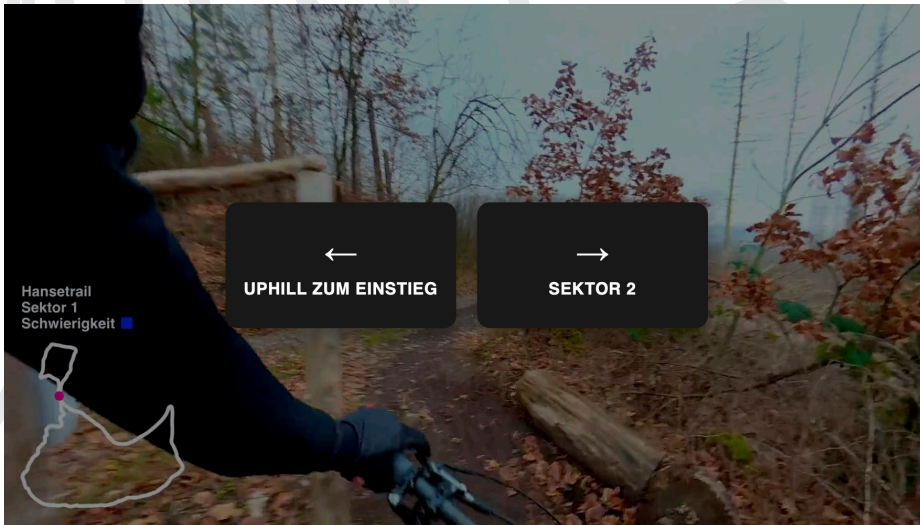 ←
→
UPHILL ZUM EINSTIEG
SEKTOR 2
Hansetrail
Sektor 1
Schwierigkeit